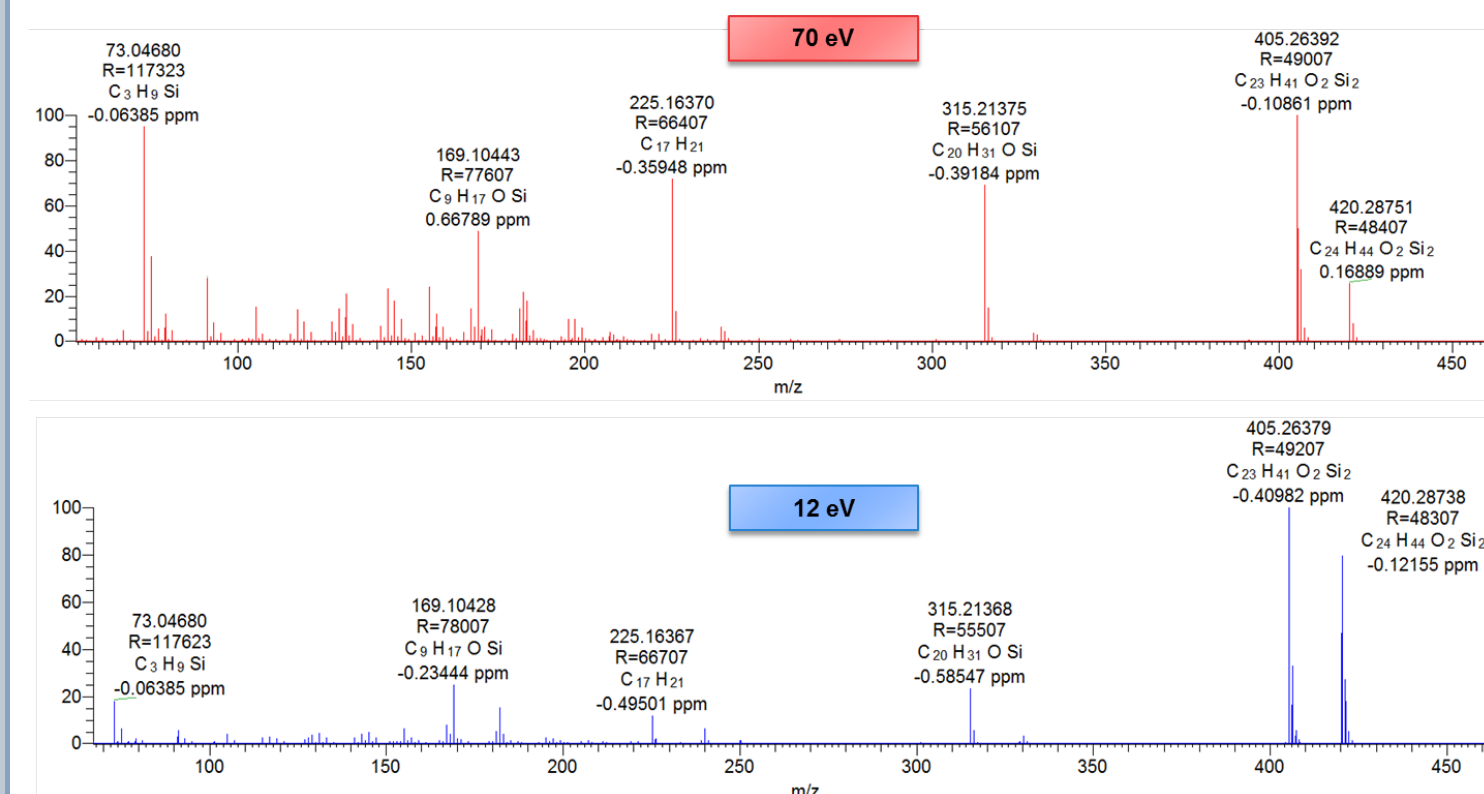 70 eV
73.04680
R=117323
C3 H9 Si
-0.06385 ppm
169.10443
R=77607
C9 H17 O Si
0.66789 ppm
225.16370
R=66407
C17 H21
-0.35948 ppm
315.21375
R=56107
C20 H31 O Si
-0.39184 ppm
405.26392
R=49007
C23 H41 O2 Si2
-0.10861 ppm
420.28751
R=48407
C24 H44 O2 Si2
0.16889 ppm
100
80
60
40
20
0
100 150 200 250 300 350 400 450
m/z
12 eV
73.04680
R=117623
C3 H9 Si
-0.06385 ppm
169.10428
R=78007
C9 H17 O Si
-0.23444 ppm
225.16367
R=66707
C17 H21
-0.49501 ppm
315.21368
R=55507
C20 H31 O Si
-0.58547 ppm
405.26379
R=49207
C23 H41 O2 Si2
-0.40982 ppm
420.28738
R=48307
C24 H44 O2 Si2
-0.12155 ppm
100
80
60
40
20
0
100 150 200 250 300 350 400 450
m/z